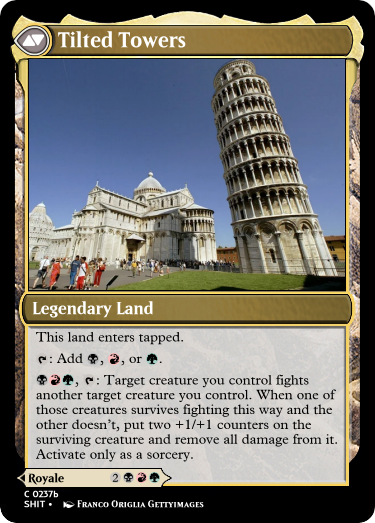 Tilted Towers
Legendary Land
This land enters tapped.
: Add , , or .
, : Target creature you control fights
another target creature you control. When one of
those creatures survives fighting this way and the
other doesn't, put two +1/+1 counters on the
surviving creature and remove all damage from it.
Activate only as a sorcery.
Royale 2
C 0237b
SHIT • Franco Origlia Gettyimages